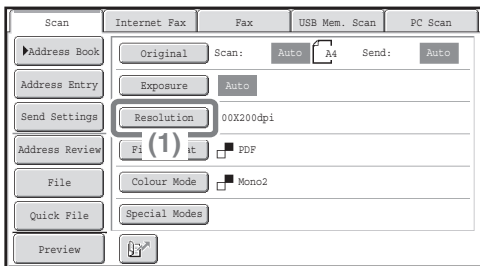 Scan Internet Fax Fax USB Mem. Scan PC Scan
Address Book Original Scan: Auto A4 Send: Auto
Address Entry Exposure Auto
Send Settings Resolution 00X200dpi
Address Review (1) PDF
File Colour Mode Mono2
Quick File Special Modes
Preview